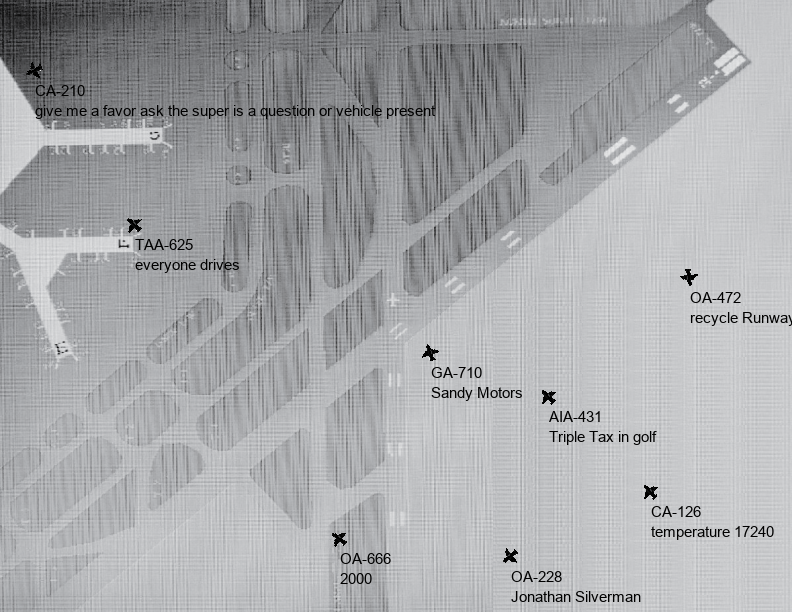 CA-210
give me a favor ask the super is a question or vehicle present
TAA-625
everyone drives
OA-472
recycle Runway
GA-710
Sandy Motors
AIA-431
Triple Tax in golf
CA-126
temperature 17240
OA-666
2000
OA-228
Jonathan Silverman